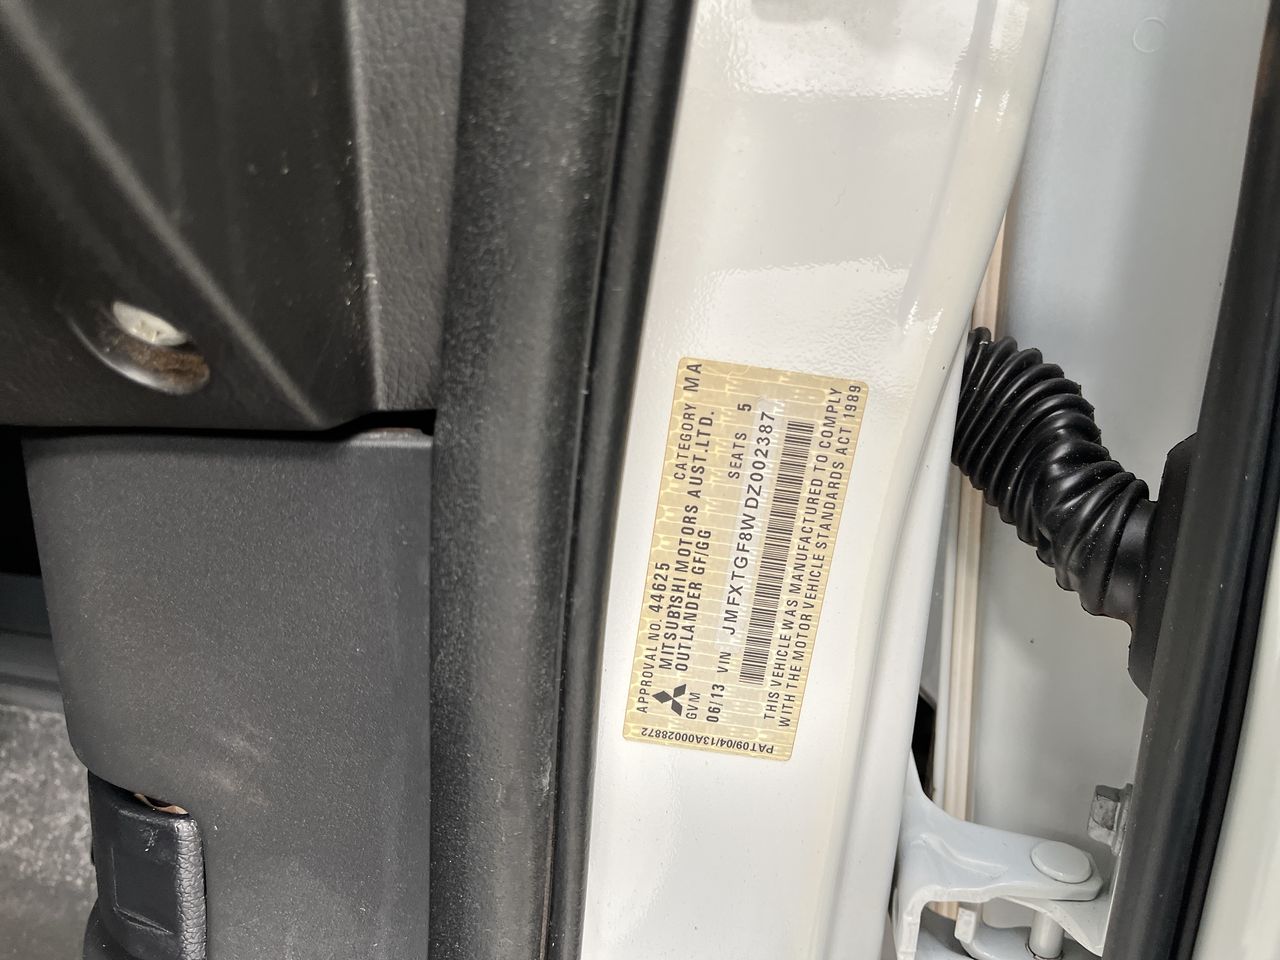 APPROVAL NO. 44625 CATEGORY MA
MITSUBISHI MOTORS AUST.LTD.
OUTLANDER GF/GG
GVM SEATS 5
06/13 VIN JMFXTGF8WDZ002387
THIS VEHICLE WAS MANUFACTURED TO COMPLY
WITH THE MOTOR VEHICLE STANDARDS ACT 1989
PAT09/04/13A000028872